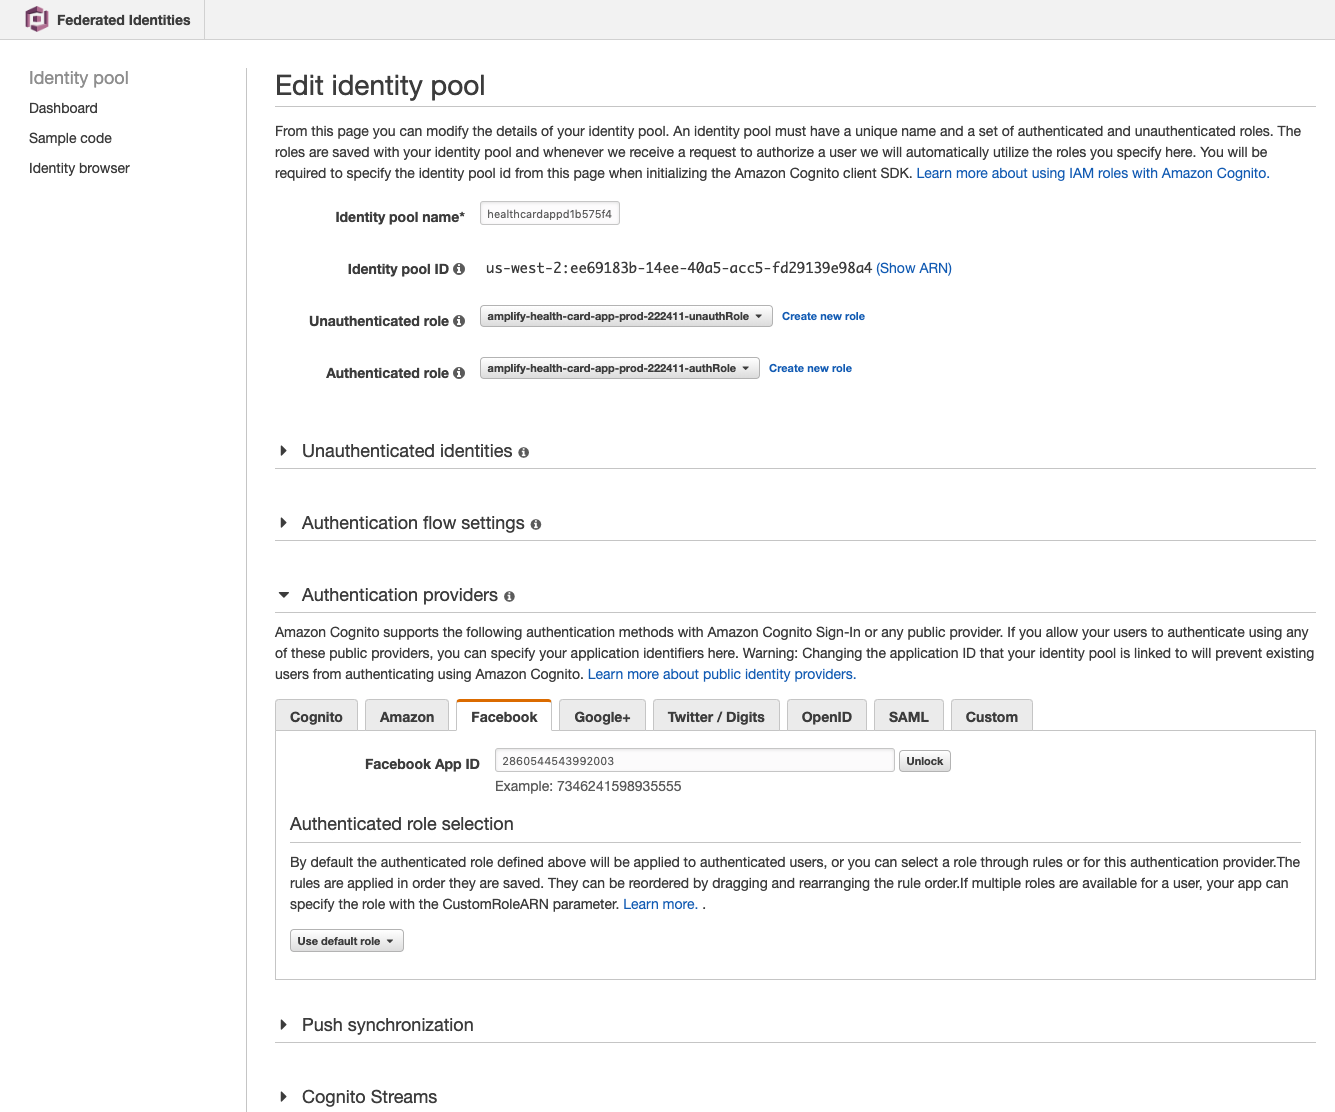 Federated Identities
Identity pool
Dashboard
Sample code
Identity browser
Edit identity pool
From this page you can modify the details of your identity pool. An identity pool must have a unique name and a set of authenticated and unauthenticated roles. The
roles are saved with your identity pool and whenever we receive a request to authorize a user we will automatically utilize the roles you specify here. You will be
required to specify the identity pool id from this page when initializing the Amazon Cognito client SDK. Learn more about using IAM roles with Amazon Cognito.
Identity pool name* healthcardappd1b575f4
Identity pool ID us-west-2:ee69183b-14ee-40a5-acc5-fd29139e98a4 (Show ARN)
Unauthenticated role amplify-health-card-app-prod-222411-unauthRole Create new role
Authenticated role amplify-health-card-app-prod-222411-authRole Create new role
Unauthenticated identities
Authentication flow settings
Authentication providers
Amazon Cognito supports the following authentication methods with Amazon Cognito Sign-In or any public provider. If you allow your users to authenticate using any
of these public providers, you can specify your application identifiers here. Warning: Changing the application ID that your identity pool is linked to will prevent existing
users from authenticating using Amazon Cognito. Learn more about public identity providers.
Cognito Amazon Facebook Google+ Twitter / Digits OpenID SAML Custom
Facebook App ID 2860544543992003 Unlock
Example: 7346241598935555
Authenticated role selection
By default the authenticated role defined above will be applied to authenticated users, or you can select a role through rules or for this authentication provider.The
rules are applied in order they are saved. They can be reordered by dragging and rearranging the rule order.If multiple roles are available for a user, your app can
specify the role with the CustomRoleARN parameter. Learn more. .
Use default role
Push synchronization
Cognito Streams